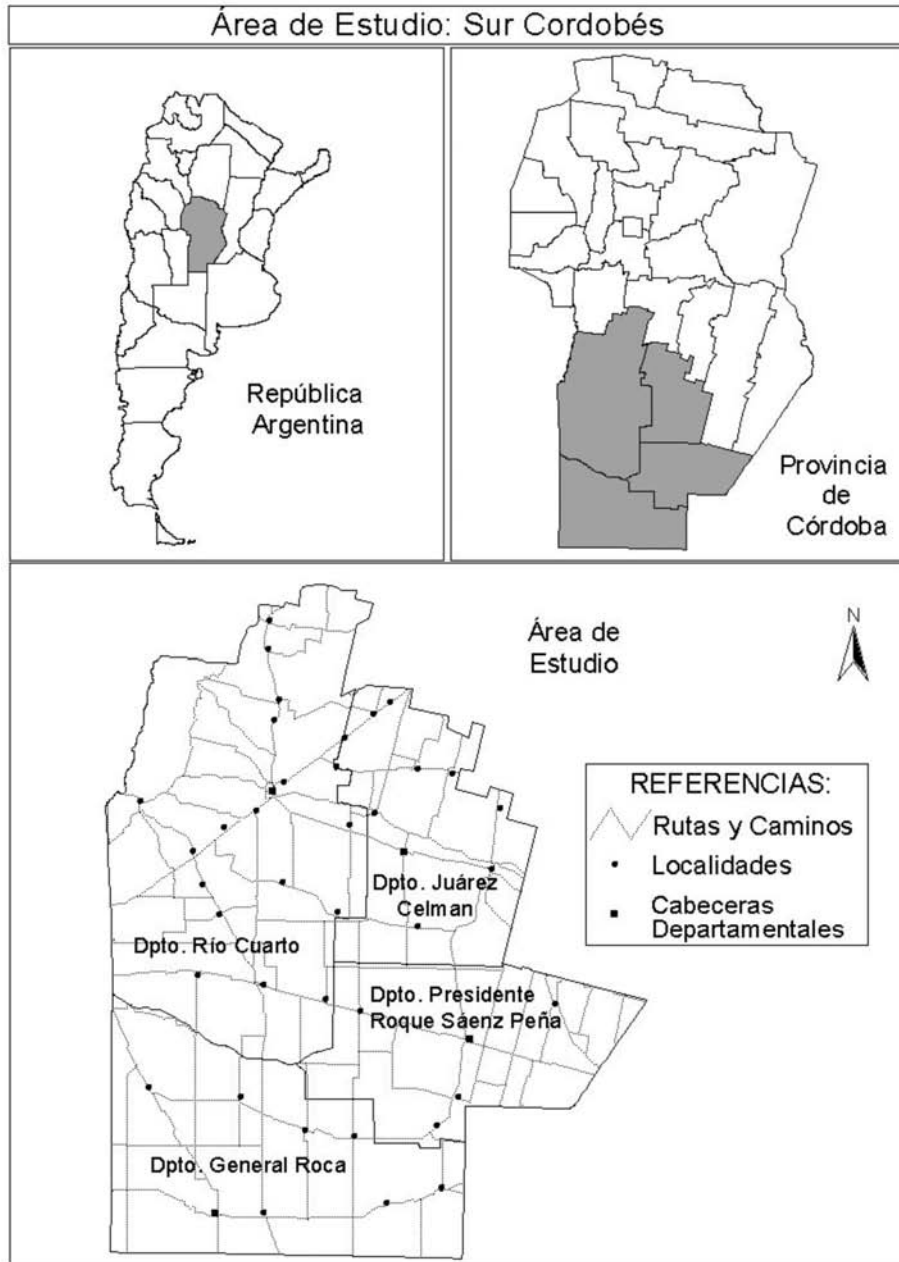 Área de Estudio: Sur Cordobés
República
Argentina
Provincia
de
Córdoba
Área de
Estudio
N
REFERENCIAS:
Rutas y Caminos
Localidades
Cabeceras
Departamentales
Dpto. Juárez
Celman
Dpto. Río Cuarto
Dpto. Presidente
Roque Sáenz Peña
Dpto. General Roca